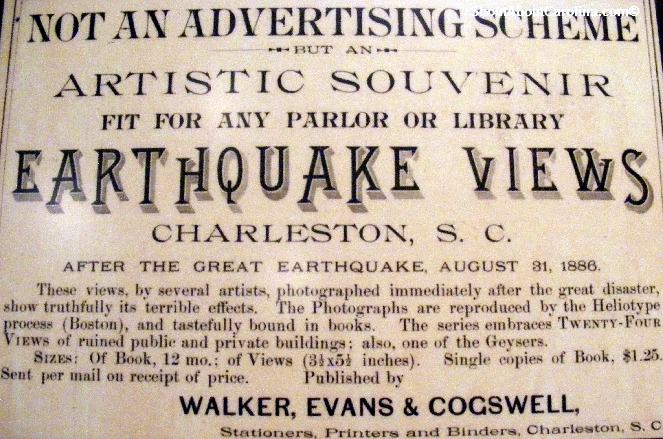 NOT AN ADVERTISING SCHEME
BUT AN
ARTISTIC SOUVENIR
FIT FOR ANY PARLOR OR LIBRARY
EARTHQUAKE VIEWS
CHARLESTON, S. C.
AFTER THE GREAT EARTHQUAKE, AUGUST 31, 1886.
These views, by several artists, photographed immediately after the great disaster,
show truthfully its terrible effects. The Photographs are reproduced by the Heliotype
process (Boston), and tastefully bound in books. The series embraces TWENTY-FOUR
VIEWS of ruined public and private buildings; also, one of the Geysers.
SIZES: Of Book, 12 mo.; of Views (3½x5½ inches). Single copies of Book, $1.25.
Sent per mail on receipt of price. Published by
WALKER, EVANS & COGSWELL,
Stationers, Printers and Binders, Charleston, S. C